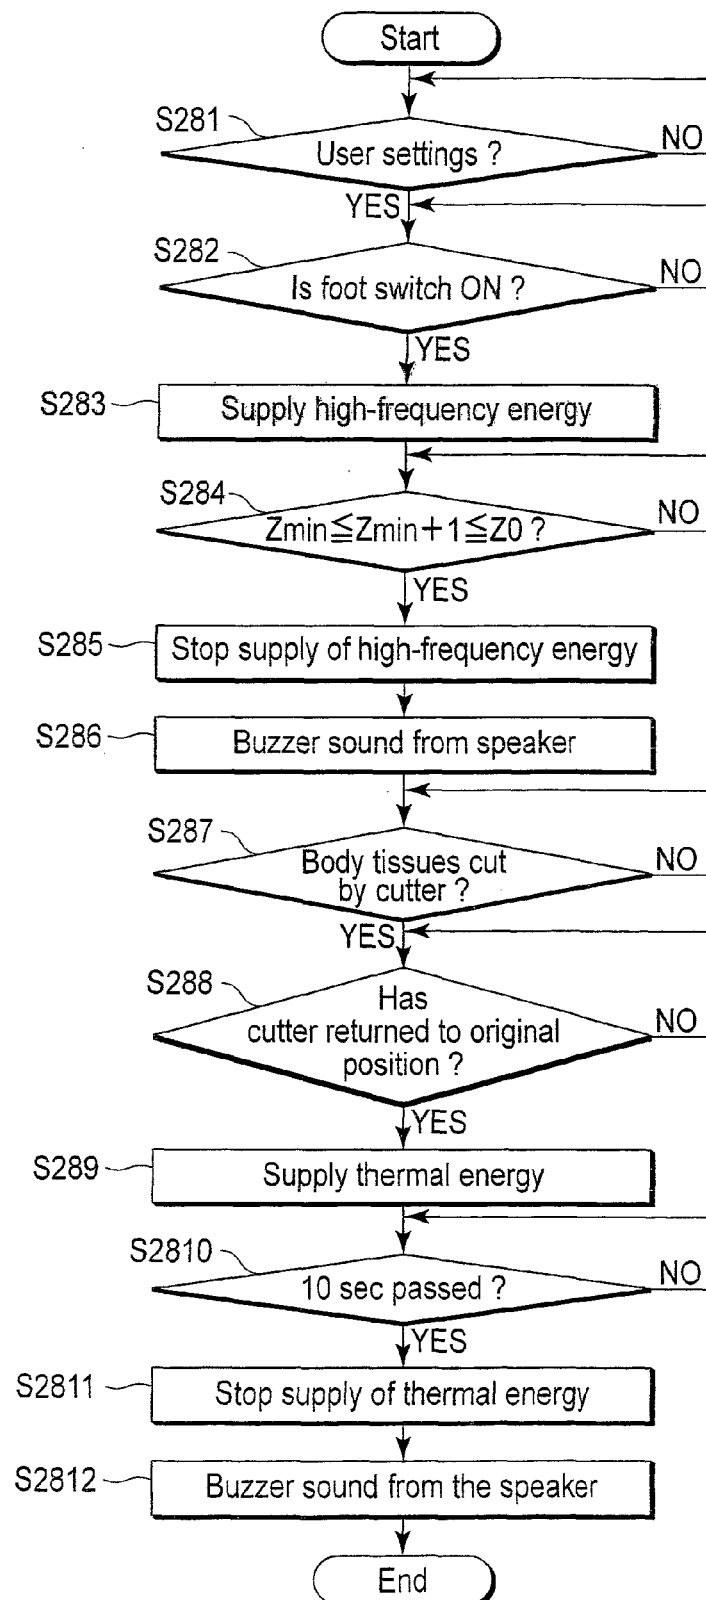 Start
S281
User settings ?
NO
YES
S282
Is foot switch ON ?
NO
YES
S283
Supply high-frequency energy
S284
Zmin≦Zmin+1≦Z0 ?
NO
YES
S285
Stop supply of high-frequency energy
S286
Buzzer sound from speaker
S287
Body tissues cut
by cutter ?
NO
YES
S288
Has
cutter returned to original
position ?
NO
YES
S289
Supply thermal energy
S2810
10 sec passed ?
NO
YES
S2811
Stop supply of thermal energy
S2812
Buzzer sound from the speaker
End